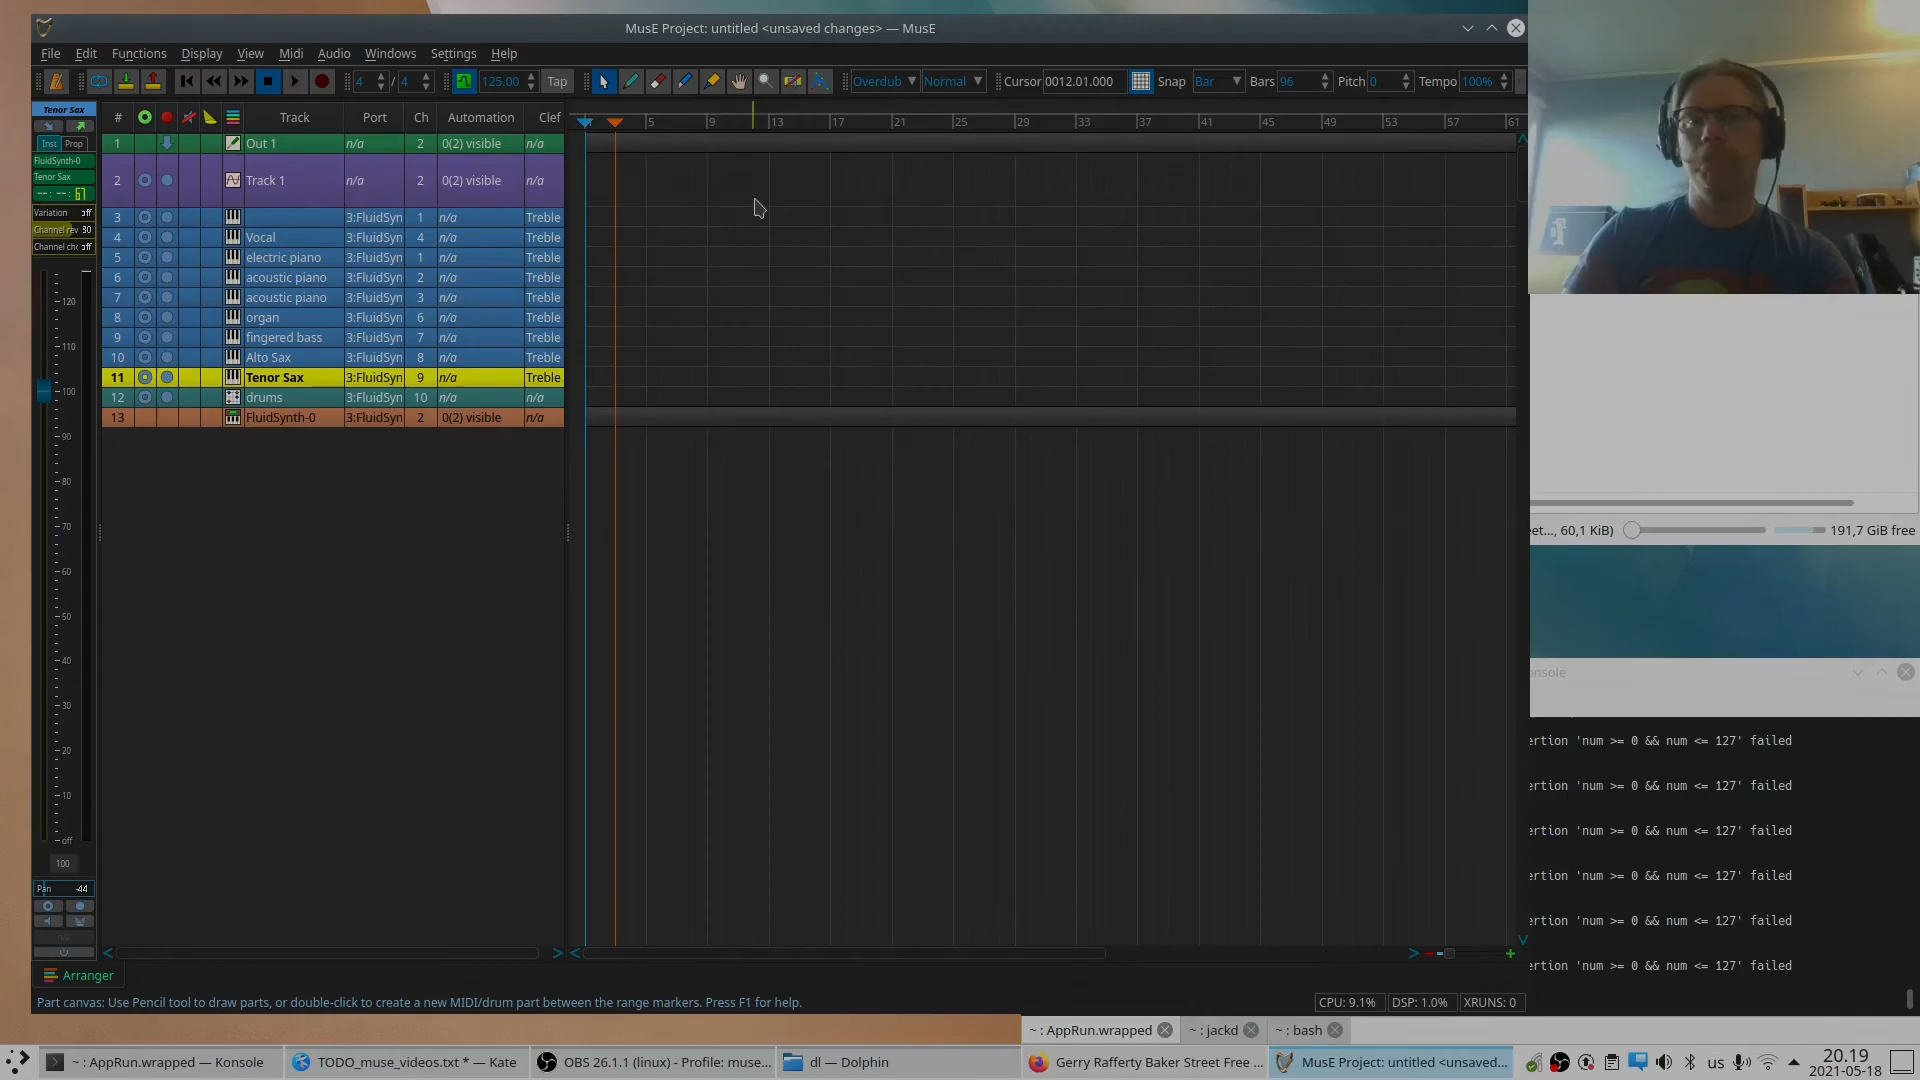 MusE Project: untitled <unsaved changes> — MusE
File Edit Functions Display View Midi Audio Windows Settings Help
4 / 4 125.00 Tap Overdub Normal Cursor 0012.01.000 Snap Bar Bars 96 Pitch 0 Tempo 100%
Tenor Sax
Inst Prop
FluidSynth-0
Tenor Sax
Variation off
Channel rev 80
Channel cho off
120
110
100
90
80
70
60
50
40
30
20
10
off
100
Pan -44
# Track Port Ch Automation Clef
5 9 13 17 21 25 29 33 37 41 45 49 53 57 61
1 Out 1 n/a 2 0(2) visible n/a
2 Track 1 n/a 2 0(2) visible n/a
3 3:FluidSyn 1 n/a Treble
4 Vocal 3:FluidSyn 4 n/a Treble
5 electric piano 3:FluidSyn 1 n/a Treble
6 acoustic piano 3:FluidSyn 2 n/a Treble
7 acoustic piano 3:FluidSyn 3 n/a Treble
8 organ 3:FluidSyn 6 n/a Treble
9 fingered bass 3:FluidSyn 7 n/a Treble
10 Alto Sax 3:FluidSyn 8 n/a Treble
11 Tenor Sax 3:FluidSyn 9 n/a Treble
12 drums 3:FluidSyn 10 n/a n/a
13 FluidSynth-0 3:FluidSyn 2 0(2) visible n/a
Arranger
Part canvas: Use Pencil tool to draw parts, or double-click to create a new MIDI/drum part between the range markers. Press F1 for help.
CPU: 9.1% DSP: 1.0% XRUNS: 0
eet..., 60,1 KiB) 191,7 GiB free
onsole
ertion 'num >= 0 && num <= 127' failed
ertion 'num >= 0 && num <= 127' failed
ertion 'num >= 0 && num <= 127' failed
ertion 'num >= 0 && num <= 127' failed
ertion 'num >= 0 && num <= 127' failed
ertion 'num >= 0 && num <= 127' failed
~ : AppRun.wrapped ~ : jackd ~ : bash
~ : AppRun.wrapped — Konsole
TODO_muse_videos.txt * — Kate
OBS 26.1.1 (linux) - Profile: muse...
dl — Dolphin
Gerry Rafferty Baker Street Free ...
MusE Project: untitled <unsaved...
us
20.19
2021-05-18